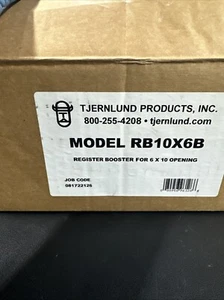 TJERNLUND PRODUCTS, INC.
800-255-4208 • tjernlund.com
MODEL RB10X6B
REGISTER BOOSTER FOR 6 X 10 OPENING
JOB CODE
081722126